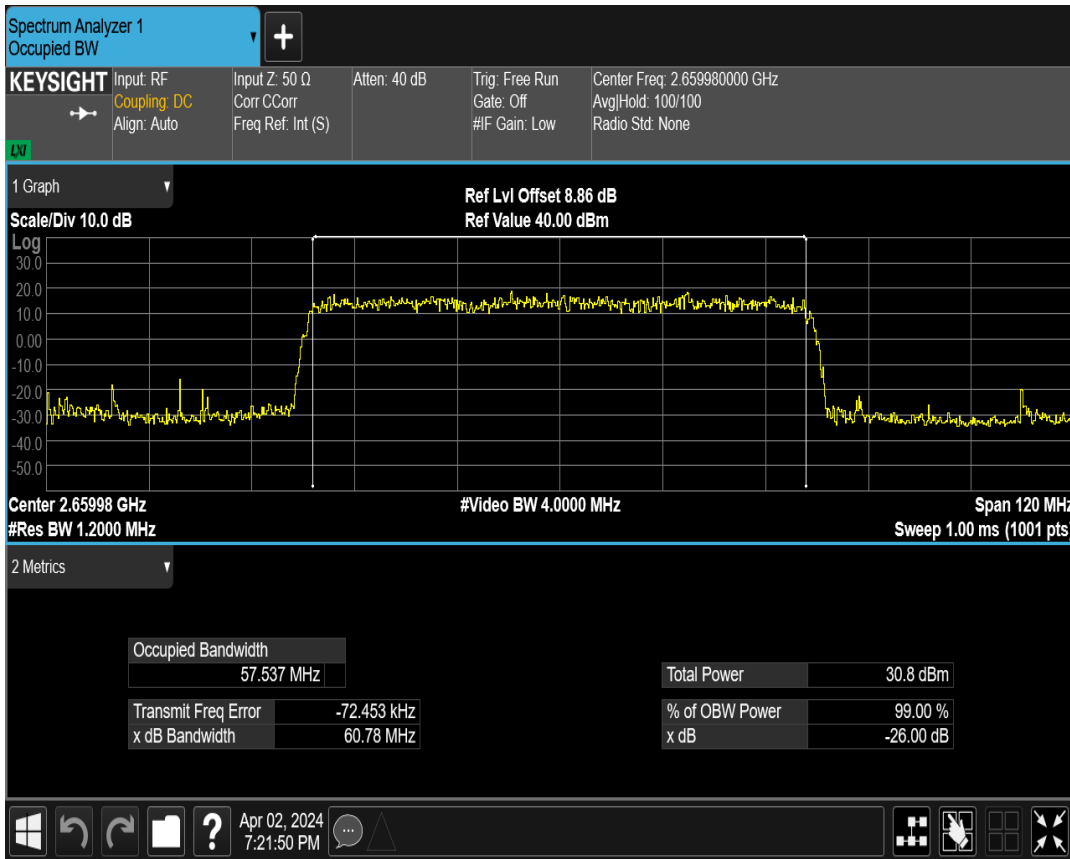 Spectrum Analyzer 1
Occupied BW
+
KEYSIGHT
LXI
Input: RF
Coupling: DC
Align: Auto
Input Z: 50 Ω
Corr CCorr
Freq Ref: Int (S)
Atten: 40 dB
Trig: Free Run
Gate: Off
#IF Gain: Low
Center Freq: 2.659980000 GHz
Avg|Hold: 100/100
Radio Std: None
1 Graph
Scale/Div 10.0 dB
Ref Lvl Offset 8.86 dB
Ref Value 40.00 dBm
Log
30.0
20.0
10.0
0.00
-10.0
-20.0
-30.0
-40.0
-50.0
Center 2.65998 GHz
#Video BW 4.0000 MHz
Span 120 MHz
#Res BW 1.2000 MHz
Sweep 1.00 ms (1001 pts)
2 Metrics
Occupied Bandwidth
57.537 MHz
Total Power 30.8 dBm
Transmit Freq Error -72.453 kHz
% of OBW Power 99.00 %
x dB Bandwidth 60.78 MHz
x dB -26.00 dB
?
Apr 02, 2024
7:21:50 PM